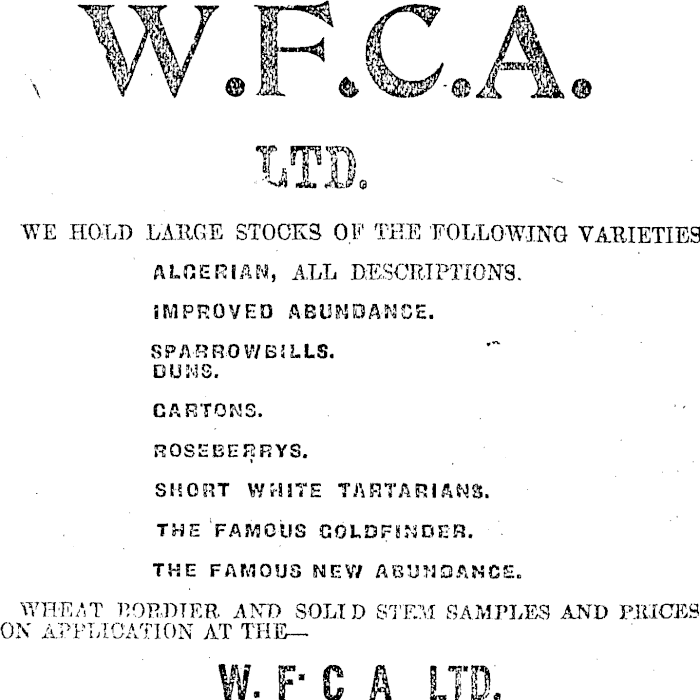 W.F.C.A.
LTD.
WE HOLD LARGE STOCKS OF THE FOLLOWING VARIETIES
ALGERIAN, ALL DESCRIPTIONS.
IMPROVED ABUNDANCE.
SPARROWBILLS.
DUNS.
CARTONS.
ROSEBERRYS.
SHORT WHITE TARTARIANS.
THE FAMOUS GOLDFINDER.
THE FAMOUS NEW ABUNDANCE.
WHEAT BORDIER AND SOLID STEM SAMPLES AND PRICES
ON APPLICATION AT THE—
W. F. C A LTD.